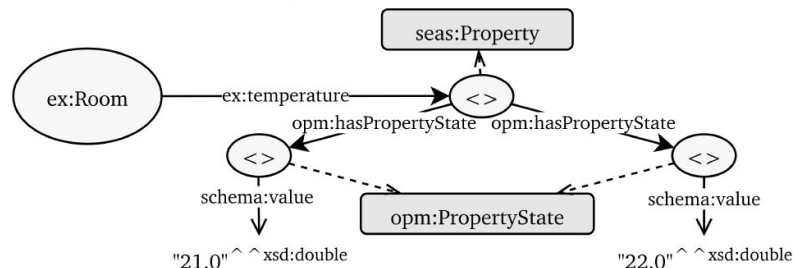 seas:Property
ex:Room
ex:temperature
<>
opm:hasPropertyState
opm:hasPropertyState
<>
<>
schema:value
schema:value
opm:PropertyState
"21.0"^^xsd:double
"22.0"^^xsd:double